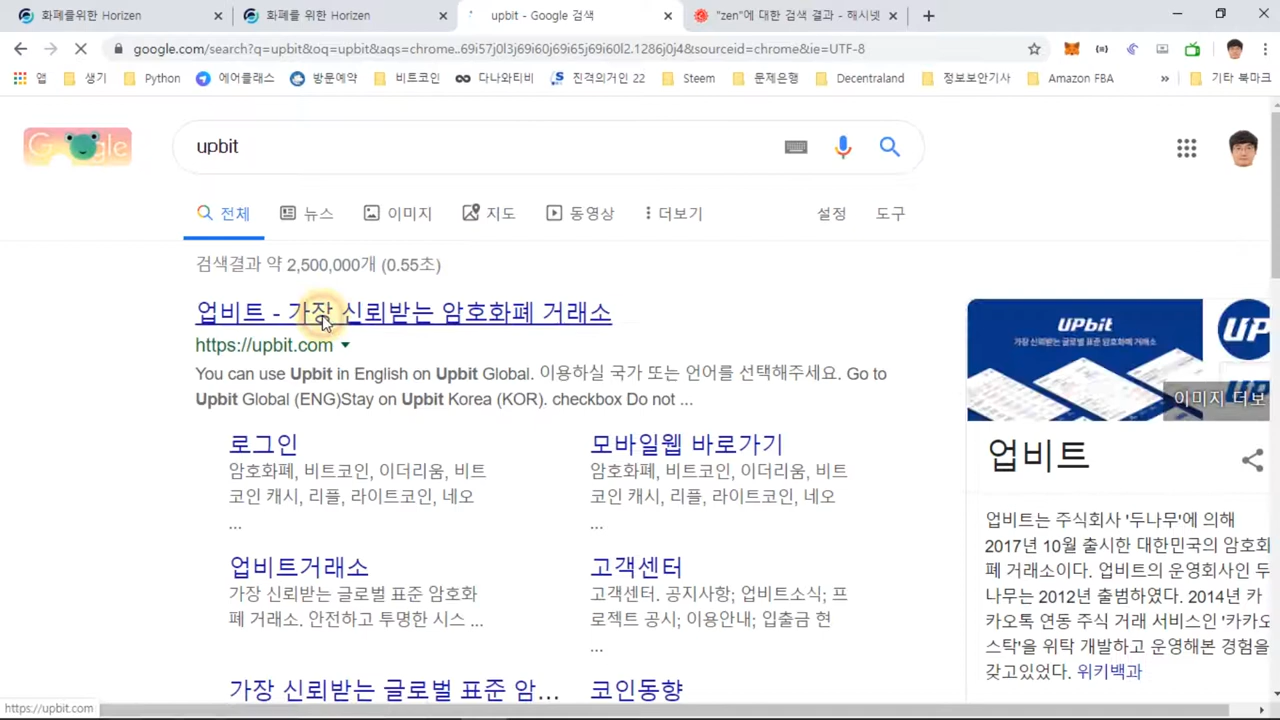 화폐를위한 Horizen
화폐를 위한 Horizen
upbit - Google 검색
"zen"에 대한 검색 결과 - 해시넷
google.com/search?q=upbit&oq=upbit&aqs=chrome..69i57j0l3j69i60j69i65j69i60l2.1286j0j4&sourceid=chrome&ie=UTF-8
앱
생기
Python
에어클래스
방문예약
비트코인
다나와티비
진격의거인 22
Steem
문제은행
Decentraland
정보보안기사
Amazon FBA
»
기타 북마크
Google
upbit
전체
뉴스
이미지
지도
동영상
더보기
설정
도구
검색결과 약 2,500,000개 (0.55초)
업비트 - 가장 신뢰받는 암호화폐 거래소
https://upbit.com
You can use Upbit in English on Upbit Global. 이용하실 국가 또는 언어를 선택해주세요. Go to
Upbit Global (ENG)Stay on Upbit Korea (KOR). checkbox Do not ...
로그인
암호화폐, 비트코인, 이더리움, 비트
코인 캐시, 리플, 라이트코인, 네오
...
모바일웹 바로가기
암호화폐, 비트코인, 이더리움, 비트
코인 캐시, 리플, 라이트코인, 네오
...
업비트거래소
가장 신뢰받는 글로벌 표준 암호화
폐 거래소. 안전하고 투명한 시스 ...
고객센터
고객센터, 공지사항; 업비트소식; 프
로젝트 공시; 이용안내; 입출금 현
...
가장 신뢰받는 글로벌 표준 암...
코인동향
UPbit
가장 신뢰받는 글로벌 표준 암호화폐 거래소
UP
이미지 더보
업비트
업비트는 주식회사 '두나무'에 의해
2017년 10월 출시한 대한민국의 암호화
폐 거래소이다. 업비트의 운영회사인 두
나무는 2012년 출범하였다. 2014년 카
카오톡 연동 주식 거래 서비스인 '카카오
스탁'을 위탁 개발하고 운영해본 경험을
갖고있었다. 위키백과
https://upbit.com